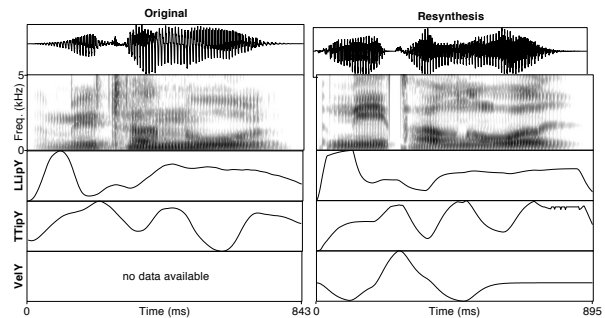 Original
Resynthesis
5
Freq. (kHz)
0
LLipY
TTipY
VelY
no data available
0
Time (ms)
843
0
Time (ms)
895